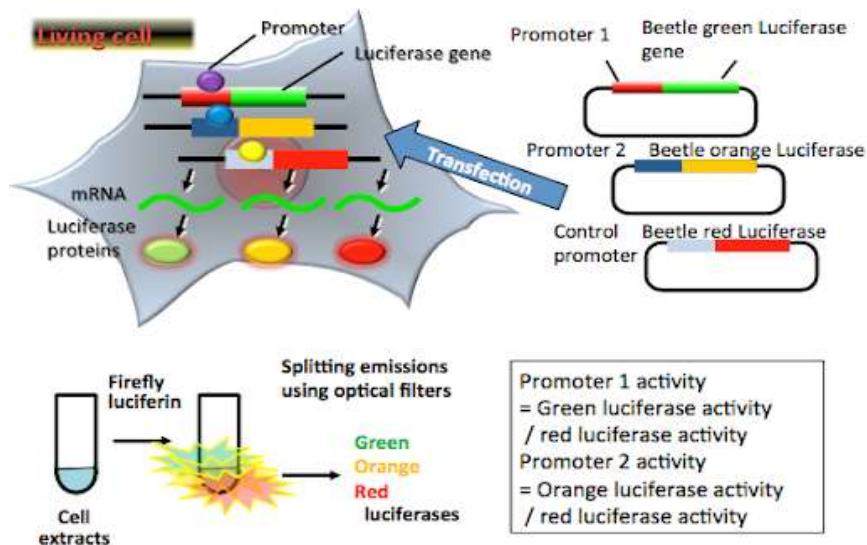 Living cell
Promoter
Luciferase gene
mRNA
Luciferase
proteins
Transfection
Promoter 1
Beetle green Luciferase
gene
Promoter 2
Beetle orange Luciferase
Control
promoter
Beetle red Luciferase
Firefly
luciferin
Cell
extracts
Splitting emissions
using optical filters
Green
Orange
Red
luciferases
Promoter 1 activity
= Green luciferase activity
/ red luciferase activity
Promoter 2 activity
= Orange luciferase activity
/ red luciferase activity